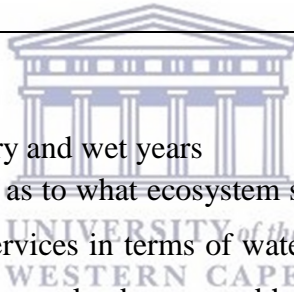 ry and wet years
as to what ecosystem s
UNIVERSITY of the
ervices in terms of wate
WESTERN CAPE